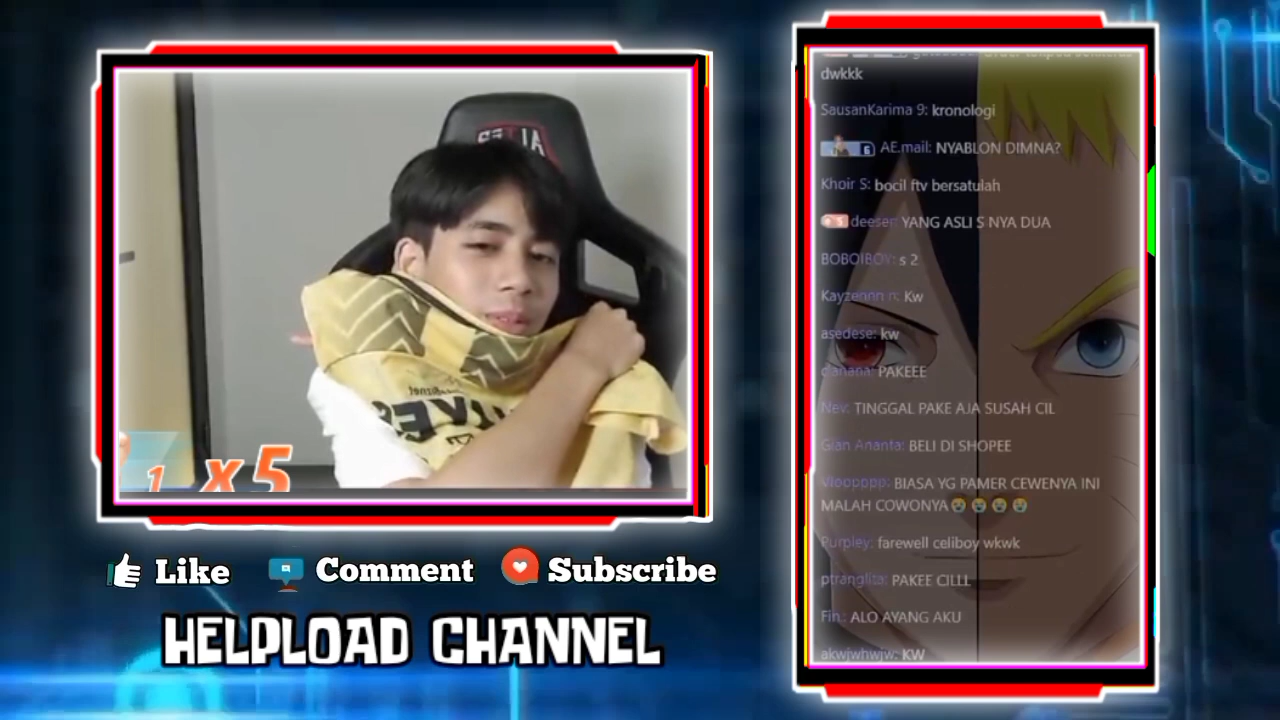 x5
1
Like
Comment
Subscribe
HELPLOAD CHANNEL
dwkkk
SausanKarima 9: kronologi
6 AE.mail: NYABLON DIMNA?
Khoir S: bocil ftv bersatulah
deesen: YANG ASLI S NYA DUA
BOBOIBOY: s 2
Kayzennn n: Kw
asedese: kw
PAKEEE
Nev: TINGGAL PAKE AJA SUSAH CIL
Gian Ananta: BELI DI SHOPEE
BIASA YG PAMER CEWENYA INI
MALAH COWONYA😭😭😭😭
Purpley: farewell celiboy wkwk
ptranglita: PAKEE CILLL
Fin: ALO AYANG AKU
akwjwhwjw: KW